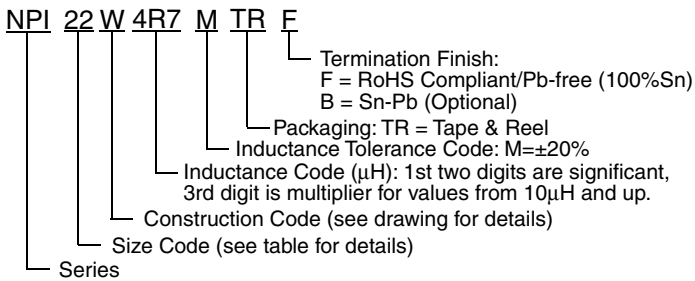 NPI 22 W 4R7 M TR F
Termination Finish:
F = RoHS Compliant/Pb-free (100%Sn)
B = Sn-Pb (Optional)
Packaging: TR = Tape & Reel
Inductance Tolerance Code: M=±20%
Inductance Code (μH): 1st two digits are significant,
3rd digit is multiplier for values from 10μH and up.
Construction Code (see drawing for details)
Size Code (see table for details)
Series